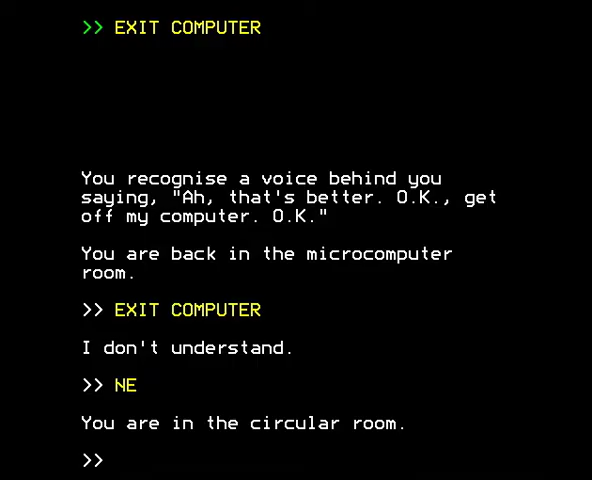 >> EXIT COMPUTER
You recognise a voice behind you
saying, "Ah, that's better. O.K., get
off my computer. O.K."
You are back in the microcomputer
room.
>> EXIT COMPUTER
I don't understand.
>> NE
You are in the circular room.
>>